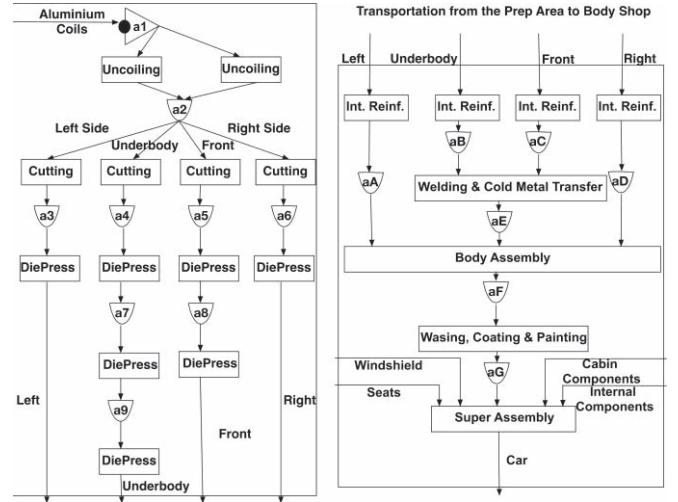 Aluminium
Coils
a1
Uncoiling
Uncoiling
a2
Left Side
Underbody
Front
Right Side
Cutting
Cutting
Cutting
Cutting
a3
a4
a5
a6
DiePress
DiePress
DiePress
DiePress
a7
a8
DiePress
DiePress
Left
a9
Right
Front
DiePress
Underbody
Transportation from the Prep Area to Body Shop
Left
Underbody
Front
Right
Int. Reinf.
Int. Reinf.
Int. Reinf.
Int. Reinf.
aB
aC
aA
aD
Welding & Cold Metal Transfer
aE
Body Assembly
aF
Wasing, Coating & Painting
Windshield
aG
Cabin
Components
Seats
Internal
Components
Super Assembly
Car